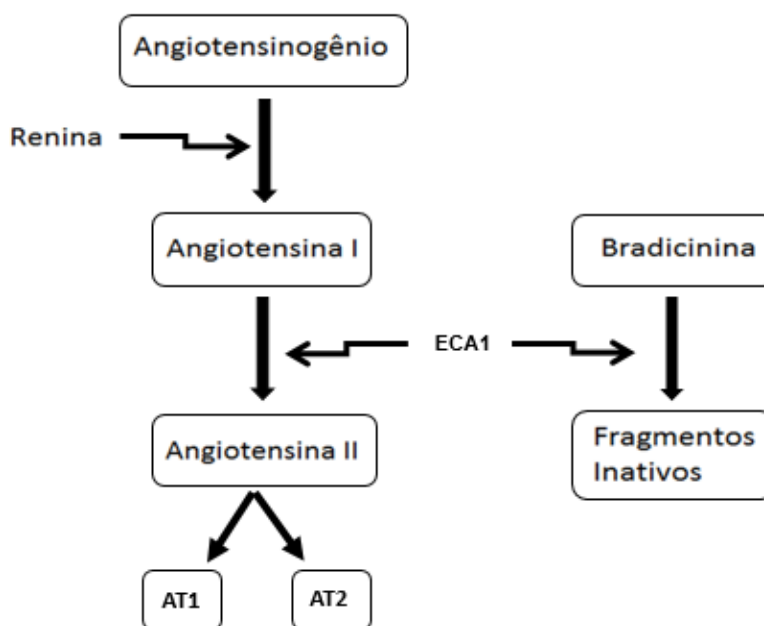 Angiotensinogênio
Renina
Angiotensina I
Bradicinina
ECA1
Angiotensina II
Fragmentos
Inativos
AT1
AT2